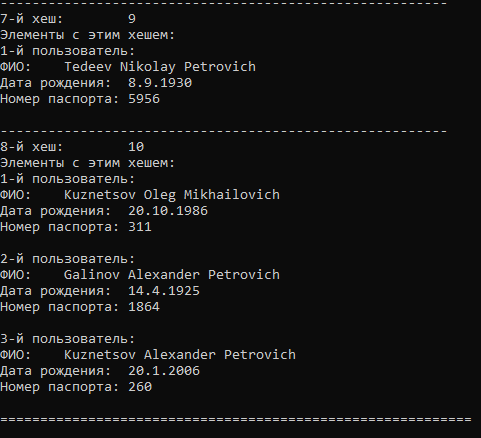 --------------------------------------------------------
7-й хеш:        9
Элементы с этим хешем:
1-й пользователь:
ФИО:    Tedeev Nikolay Petrovich
Дата рождения:  8.9.1930
Номер паспорта: 5956
--------------------------------------------------------
8-й хеш:        10
Элементы с этим хешем:
1-й пользователь:
ФИО:    Kuznetsov Oleg Mikhailovich
Дата рождения:  20.10.1986
Номер паспорта: 311
2-й пользователь:
ФИО:    Galinov Alexander Petrovich
Дата рождения:  14.4.1925
Номер паспорта: 1864
3-й пользователь:
ФИО:    Kuznetsov Alexander Petrovich
Дата рождения:  20.1.2006
Номер паспорта: 260
===========================================================